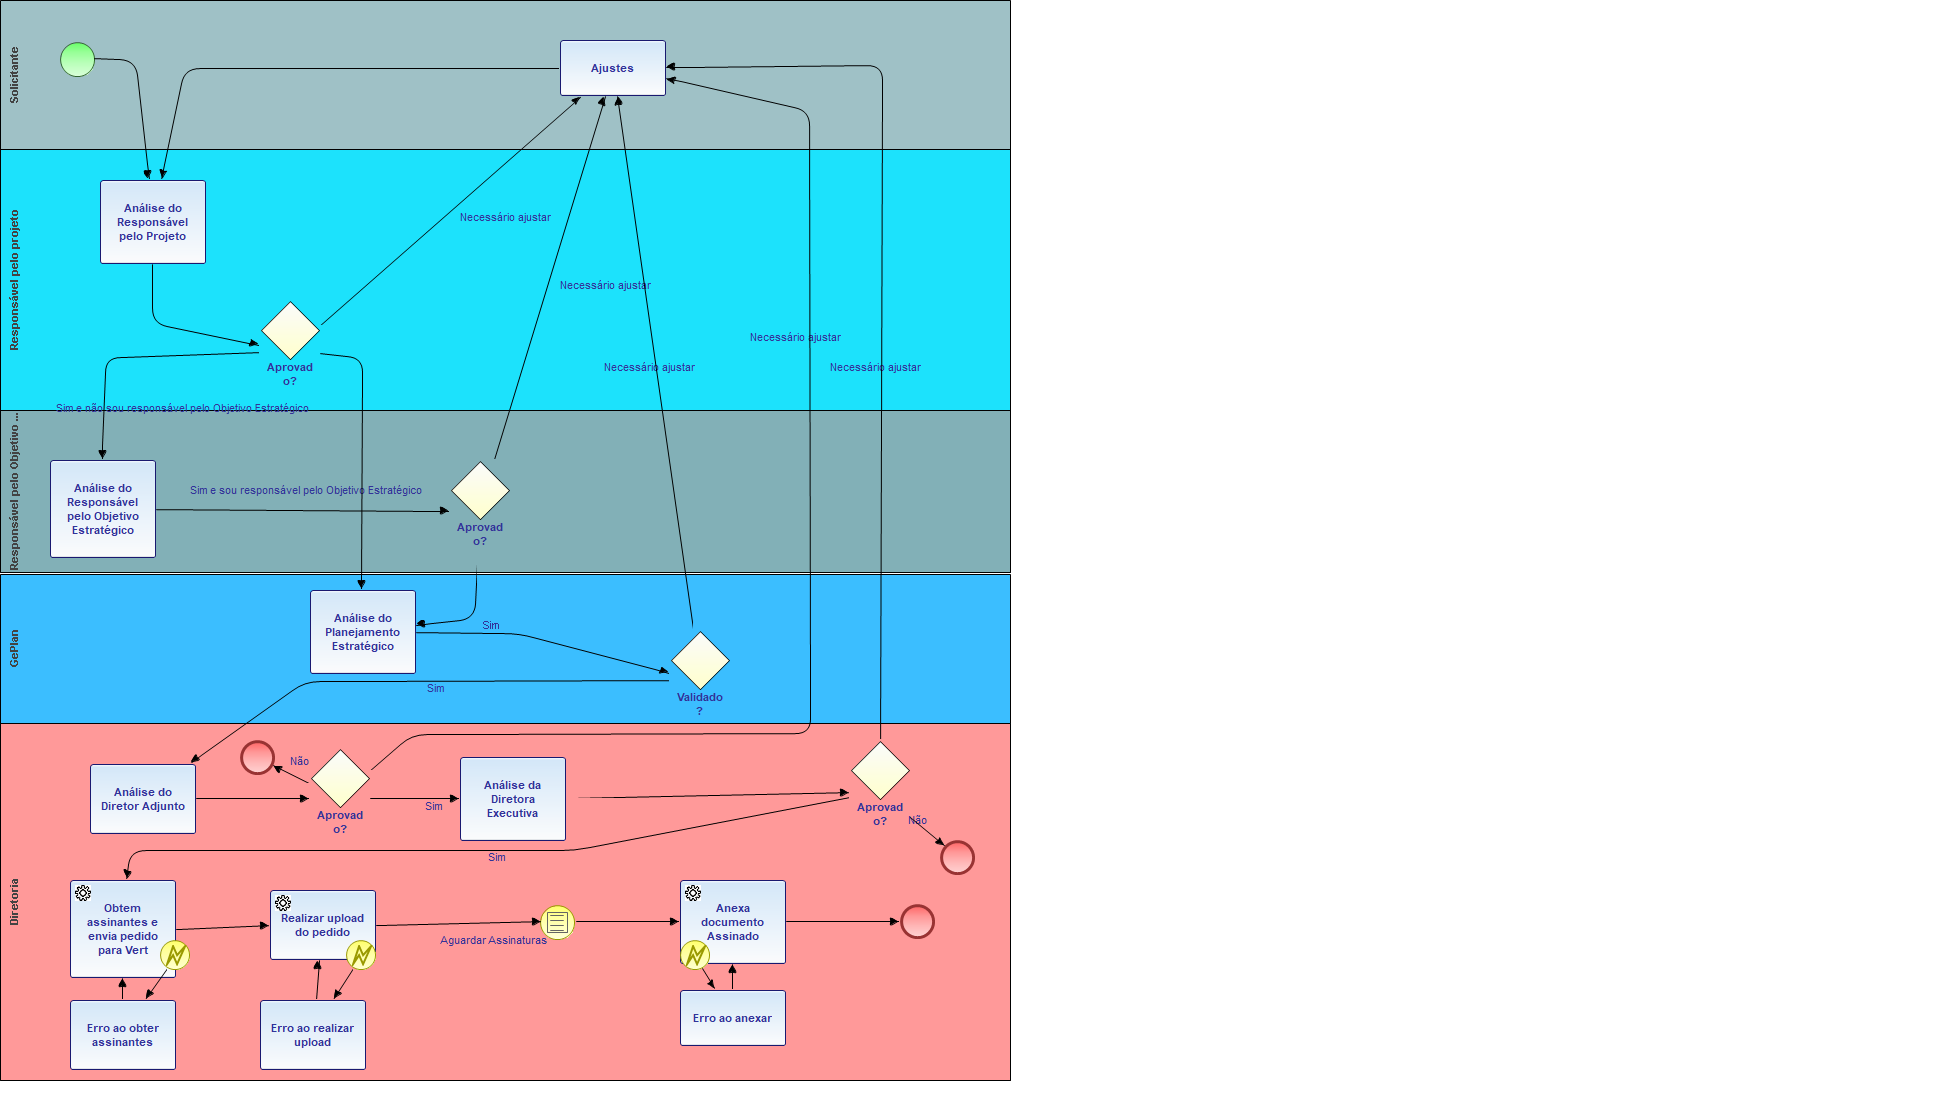 Solicitante
Ajustes
Responsável pelo projeto
Análise do
Responsável
pelo Projeto
Necessário ajustar
Necessário ajustar
Necessário ajustar
Necessário ajustar
Necessário ajustar
Aprovad
o?
Sim e não sou responsável pelo Objetivo Estratégico
Responsável pelo Objetivo ...
Análise do
Responsável
pelo Objetivo
Estratégico
Sim e sou responsável pelo Objetivo Estratégico
Aprovad
o?
GePlan
Análise do
Planejamento
Estratégico
Sim
Sim
Validado
?
Diretoria
Análise do
Diretor Adjunto
Não
Aprovad
o?
Sim
Análise da
Diretora
Executiva
Aprovad
o?
Não
Sim
Obtem
assinantes e
envia pedido
para Vert
Realizar upload
do pedido
Aguardar Assinaturas
Anexa
documento
Assinado
Erro ao obter
assinantes
Erro ao realizar
upload
Erro ao anexar